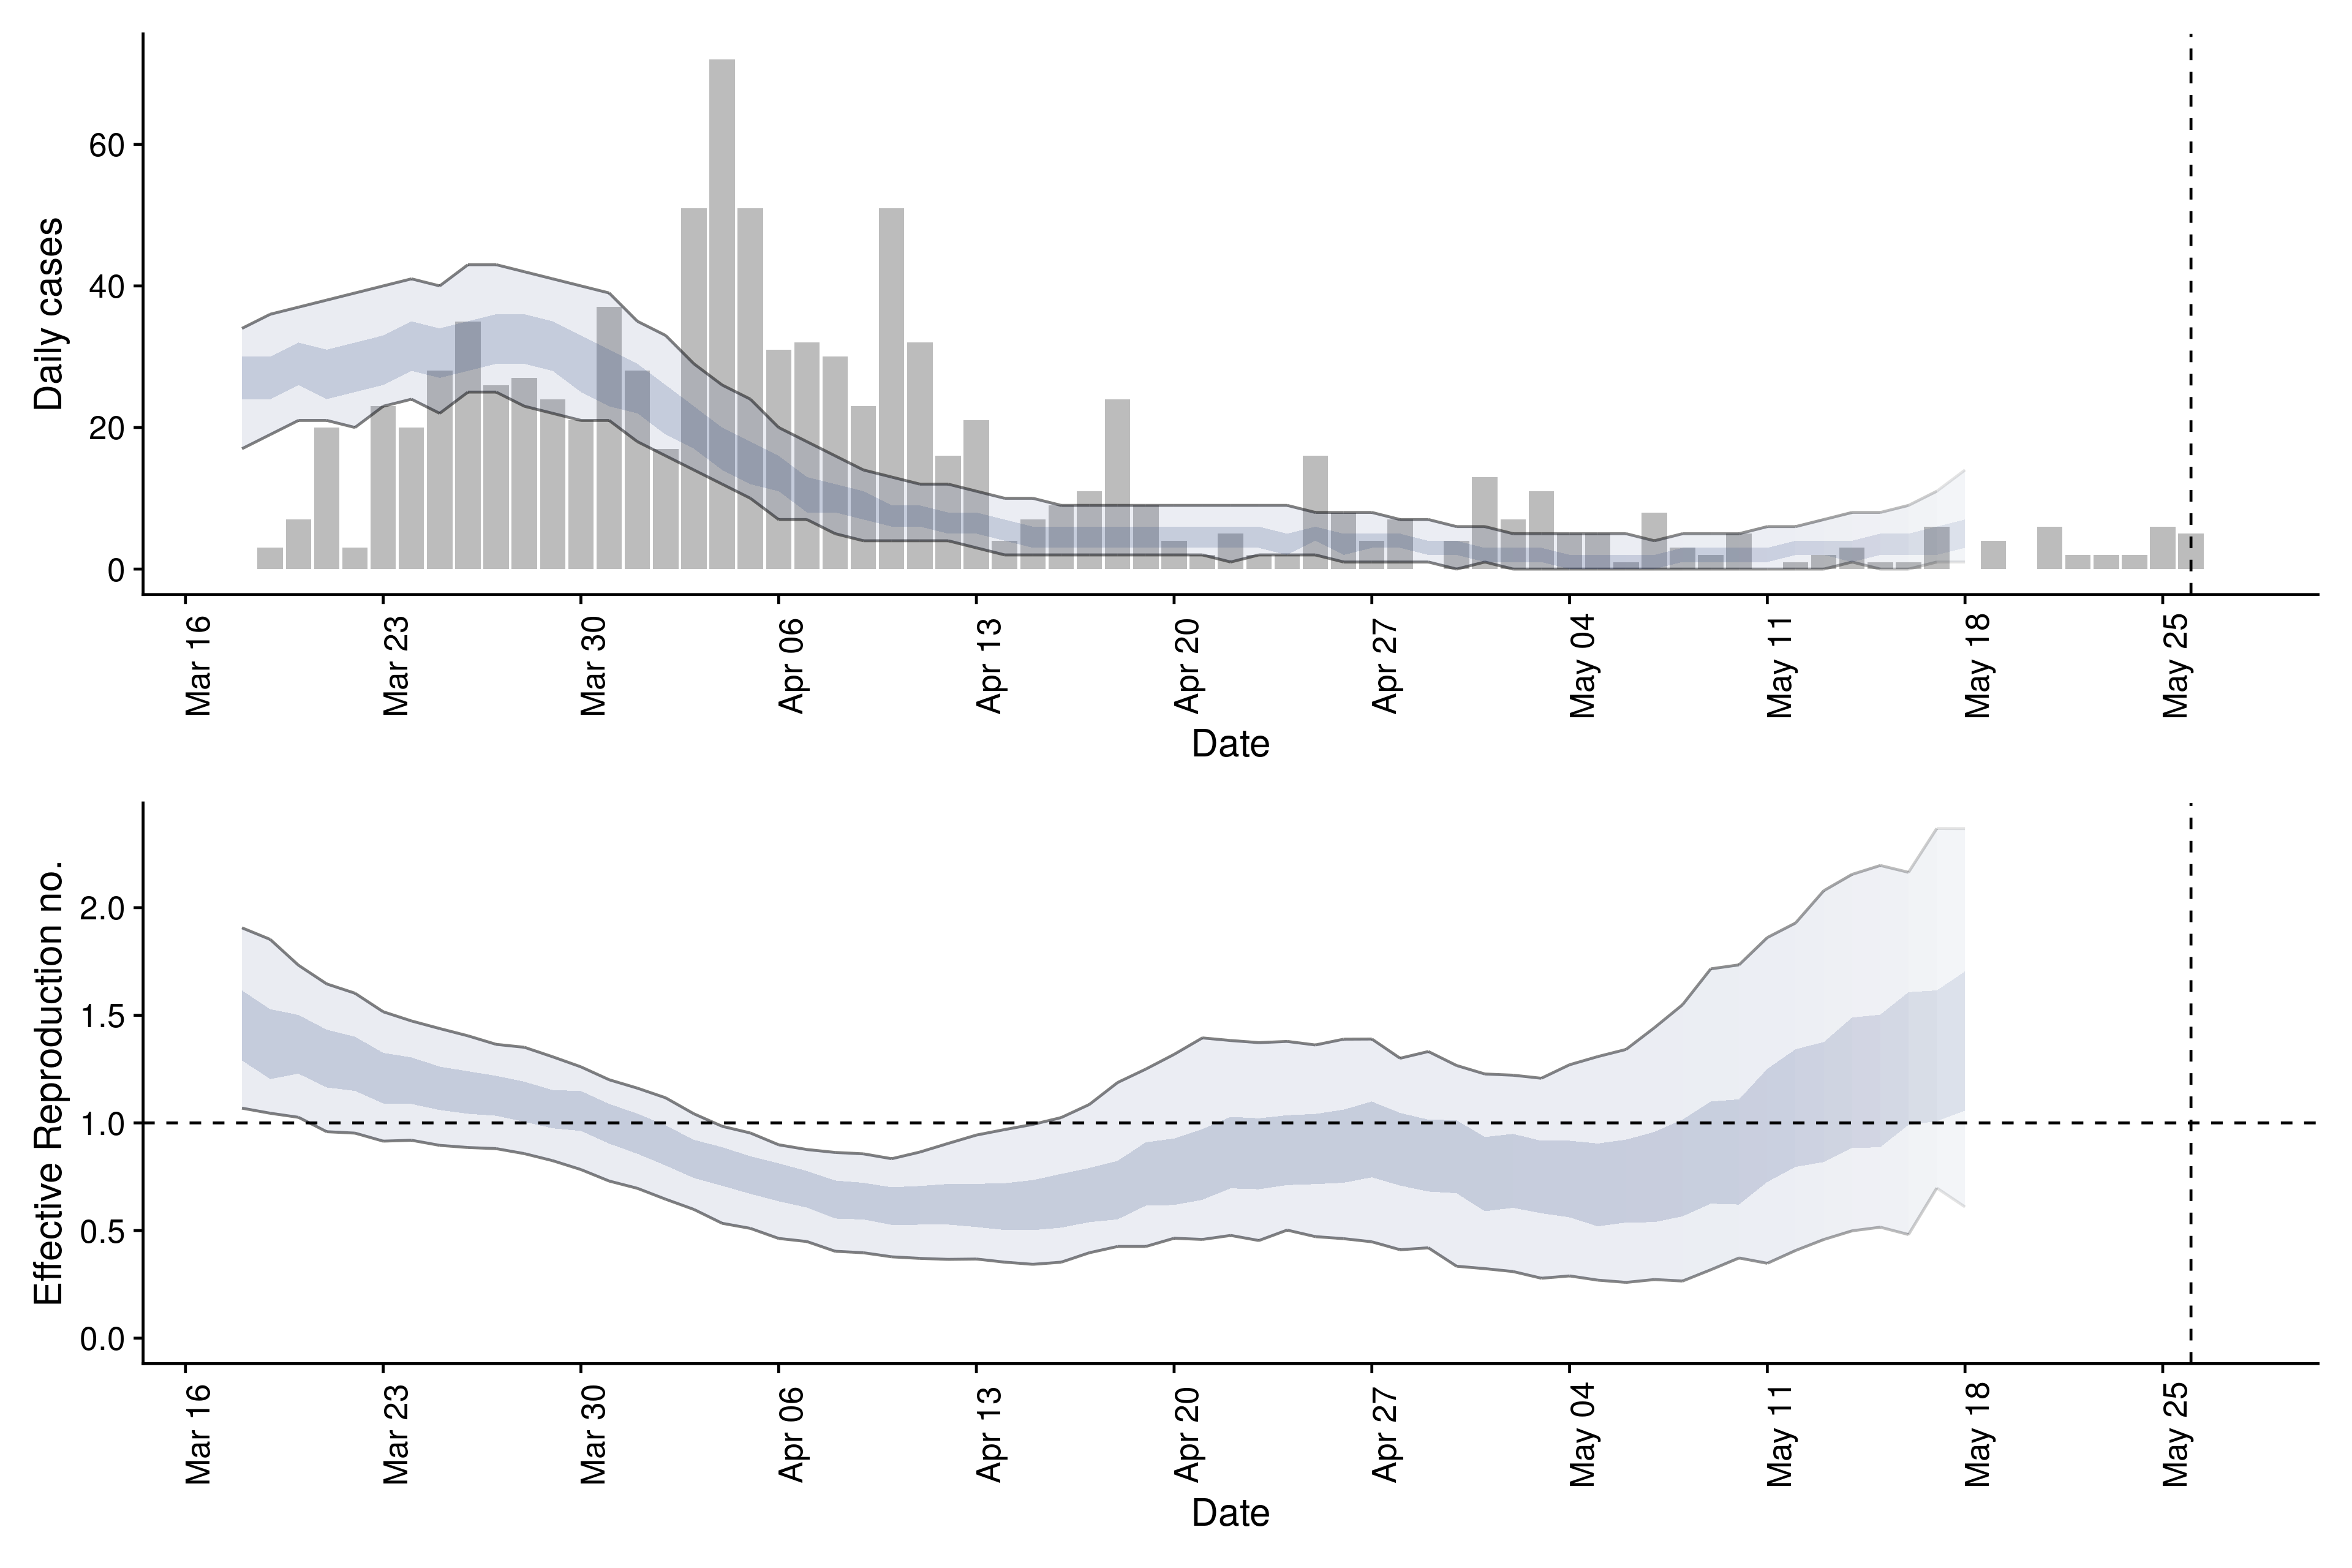 Daily cases
60
40
20
0
Mar 16
Mar 23
Mar 30
Apr 06
Apr 13
Apr 20
Apr 27
May 04
May 11
May 18
May 25
Date
Effective Reproduction no.
2.0
1.5
1.0
0.5
0.0
Mar 16
Mar 23
Mar 30
Apr 06
Apr 13
Apr 20
Apr 27
May 04
May 11
May 18
May 25
Date